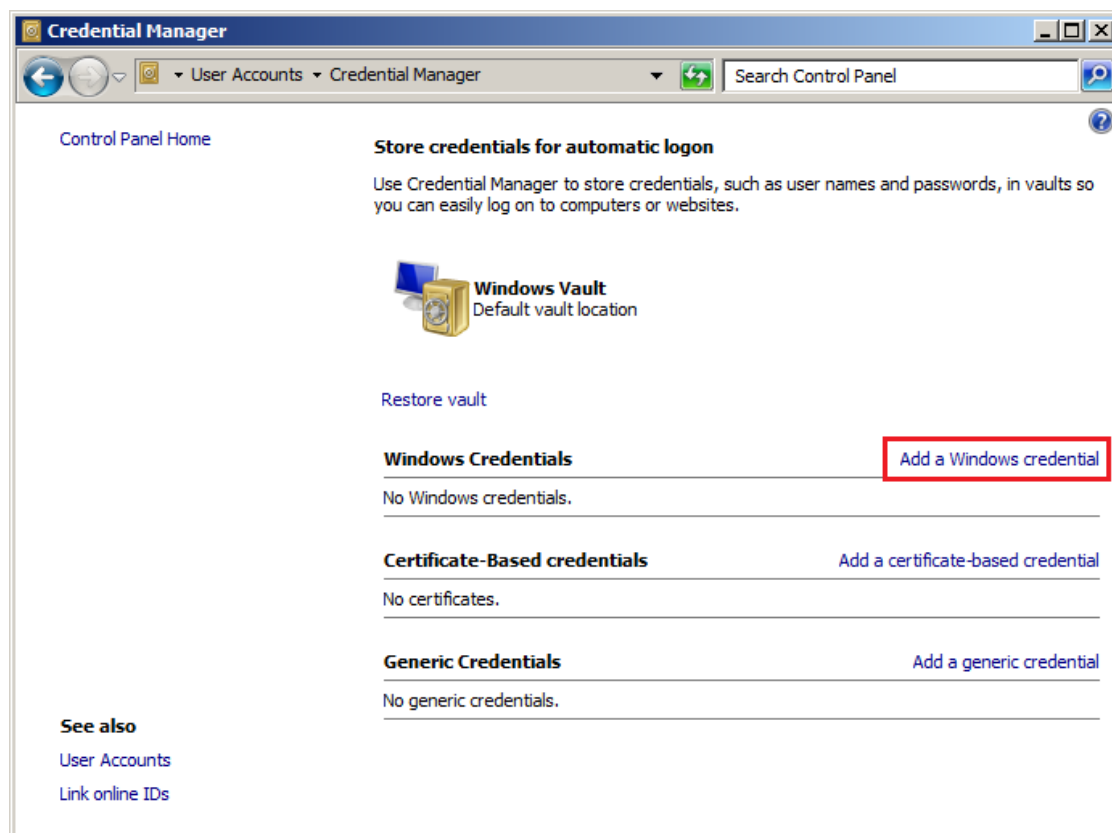 Credential Manager
User Accounts Credential Manager
Search Control Panel
Control Panel Home
Store credentials for automatic logon
Use Credential Manager to store credentials, such as user names and passwords, in vaults so
you can easily log on to computers or websites.
Windows Vault
Default vault location
Restore vault
Windows Credentials Add a Windows credential
No Windows credentials.
Certificate-Based credentials Add a certificate-based credential
No certificates.
Generic Credentials Add a generic credential
No generic credentials.
See also
User Accounts
Link online IDs